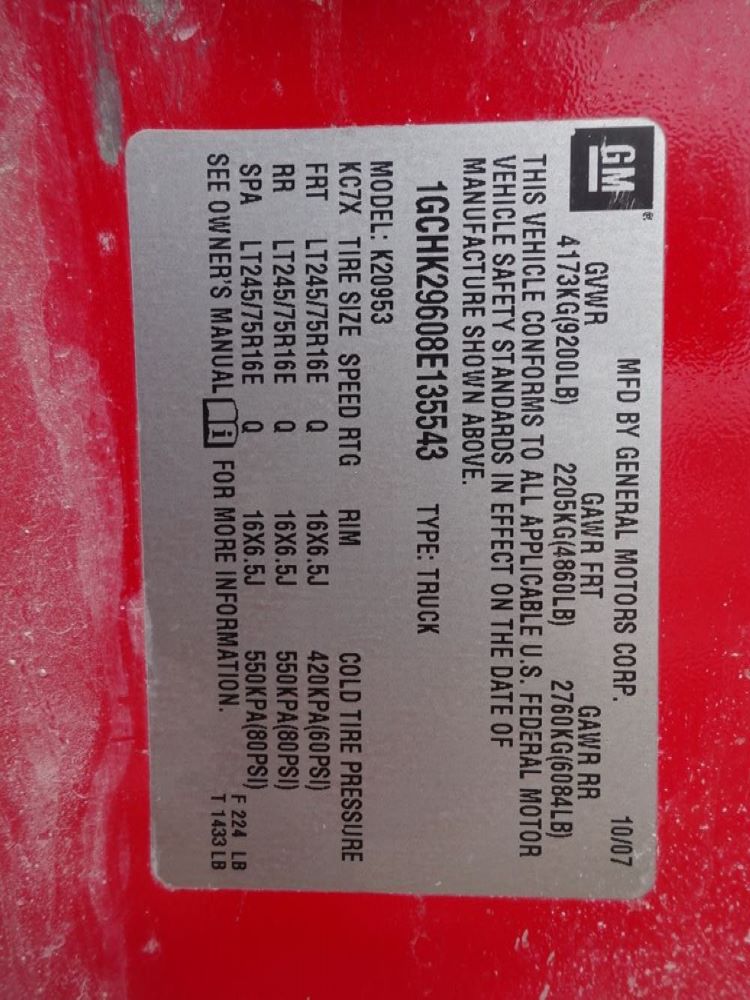 GM®
MFD BY GENERAL MOTORS CORP. 10/07
GVWR GAWR FRT GAWR RR
4173KG(9200LB) 2205KG(4860LB) 2760KG(6084LB)
THIS VEHICLE CONFORMS TO ALL APPLICABLE U.S. FEDERAL MOTOR
VEHICLE SAFETY STANDARDS IN EFFECT ON THE DATE OF
MANUFACTURE SHOWN ABOVE.
1GCHK29608E135543 TYPE: TRUCK
MODEL: K20953
KC7X TIRE SIZE SPEED RTG RIM COLD TIRE PRESSURE
FRT LT245/75R16E Q 16X6.5J 420KPA(60PSI)
RR LT245/75R16E Q 16X6.5J 550KPA(80PSI)
SPA LT245/75R16E Q 16X6.5J 550KPA(80PSI)
SEE OWNER'S MANUAL i FOR MORE INFORMATION.
F 224 LB
T 1433 LB